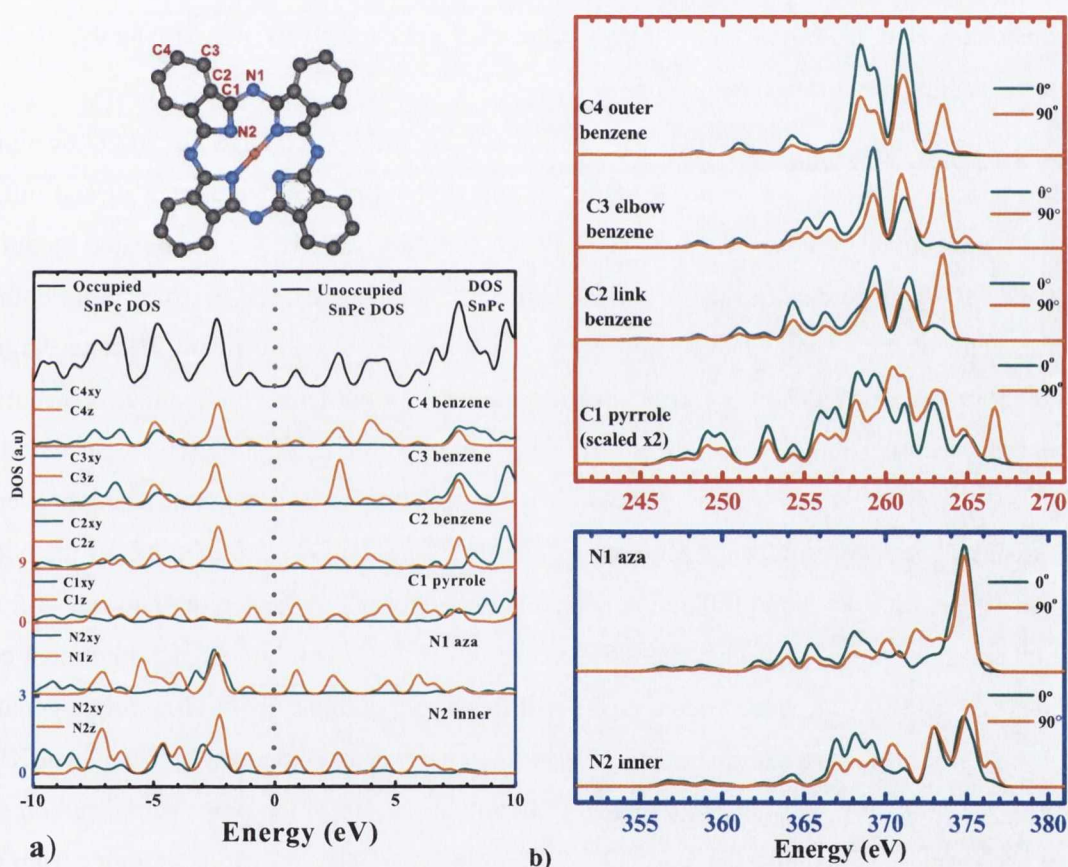 C4 C3
C2 N1
C1
N2
Occupied SnPc DOS
Unoccupied SnPc DOS
DOS SnPc
C4xy
C4z
C4 benzene
C3xy
C3z
C3 benzene
C2xy
C2z
C2 benzene
9
C1xy
C1z
C1 pyrrole
0
N2xy
N1z
N1 aza
3
N2xy
N2z
N2 inner
0
DOS (a.u)
-10 -5 0 5 10
Energy (eV)
a)
C4 outer benzene
0°
90°
C3 elbow benzene
0°
90°
C2 link benzene
0°
90°
C1 pyrrole (scaled x2)
0°
90°
245 250 255 260 265 270
N1 aza
0°
90°
N2 inner
0°
90°
355 360 365 370 375 380
Energy (eV)
b)